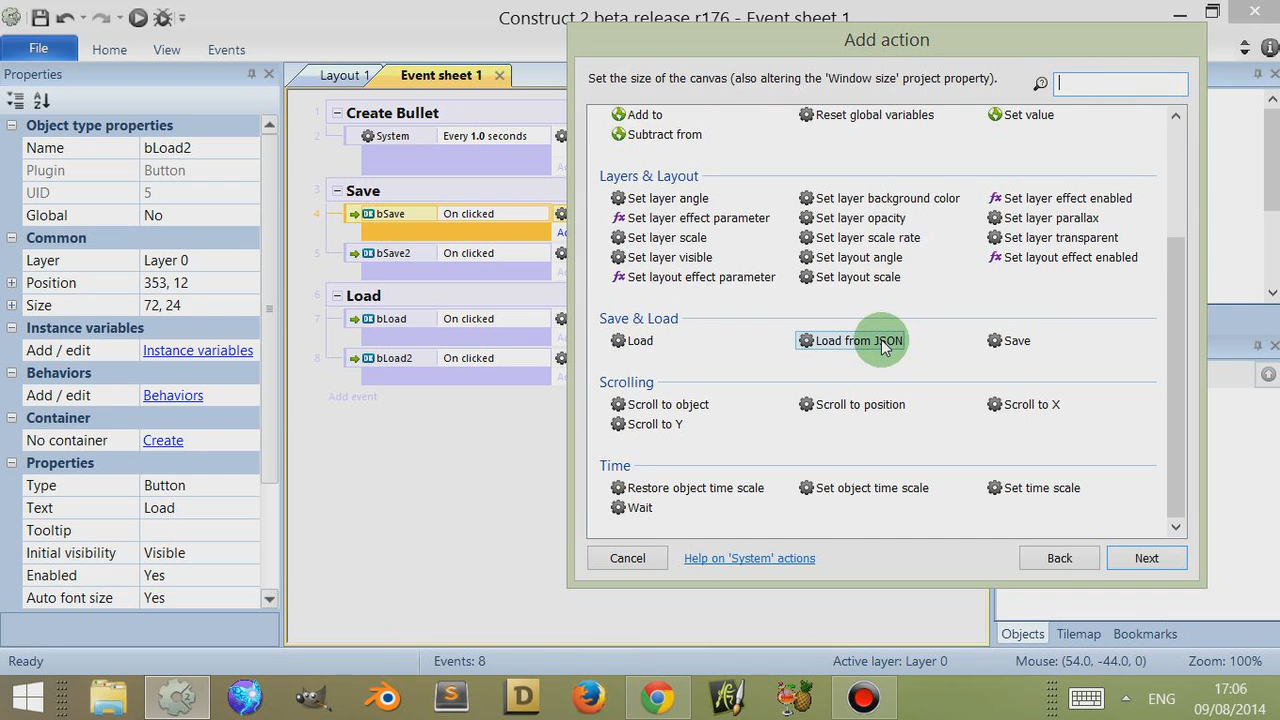 Construct 2 beta release r176 - Event sheet 1
File
Home
View
Events
Properties
Object type properties
Name bLoad2
Plugin Button
UID 5
Global No
Common
Layer Layer 0
Position 353, 12
Size 72, 24
Instance variables
Add / edit Instance variables
Behaviors
Add / edit Behaviors
Container
No container Create
Properties
Type Button
Text Load
Tooltip
Initial visibility Visible
Enabled Yes
Auto font size Yes
Layout 1
Event sheet 1
1 Create Bullet
2 System Every 1.0 seconds
3 Save
4 OK bSave On clicked
5 OK bSave2 On clicked
6 Load
7 OK bLoad On clicked
8 OK bLoad2 On clicked
Add event
Add action
Set the size of the canvas (also altering the 'Window size' project property).
Add to Reset global variables Set value
Subtract from
Layers & Layout
Set layer angle Set layer background color Set layer effect enabled
Set layer effect parameter Set layer opacity Set layer parallax
Set layer scale Set layer scale rate Set layer transparent
Set layer visible Set layout angle Set layout effect enabled
Set layout effect parameter Set layout scale
Save & Load
Load Load from JSON Save
Scrolling
Scroll to object Scroll to position Scroll to X
Scroll to Y
Time
Restore object time scale Set object time scale Set time scale
Wait
Cancel Help on 'System' actions Back Next
Objects Tilemap Bookmarks
Ready Events: 8 Active layer: Layer 0 Mouse: (54.0, -44.0, 0) Zoom: 100%
ENG 17:06
09/08/2014